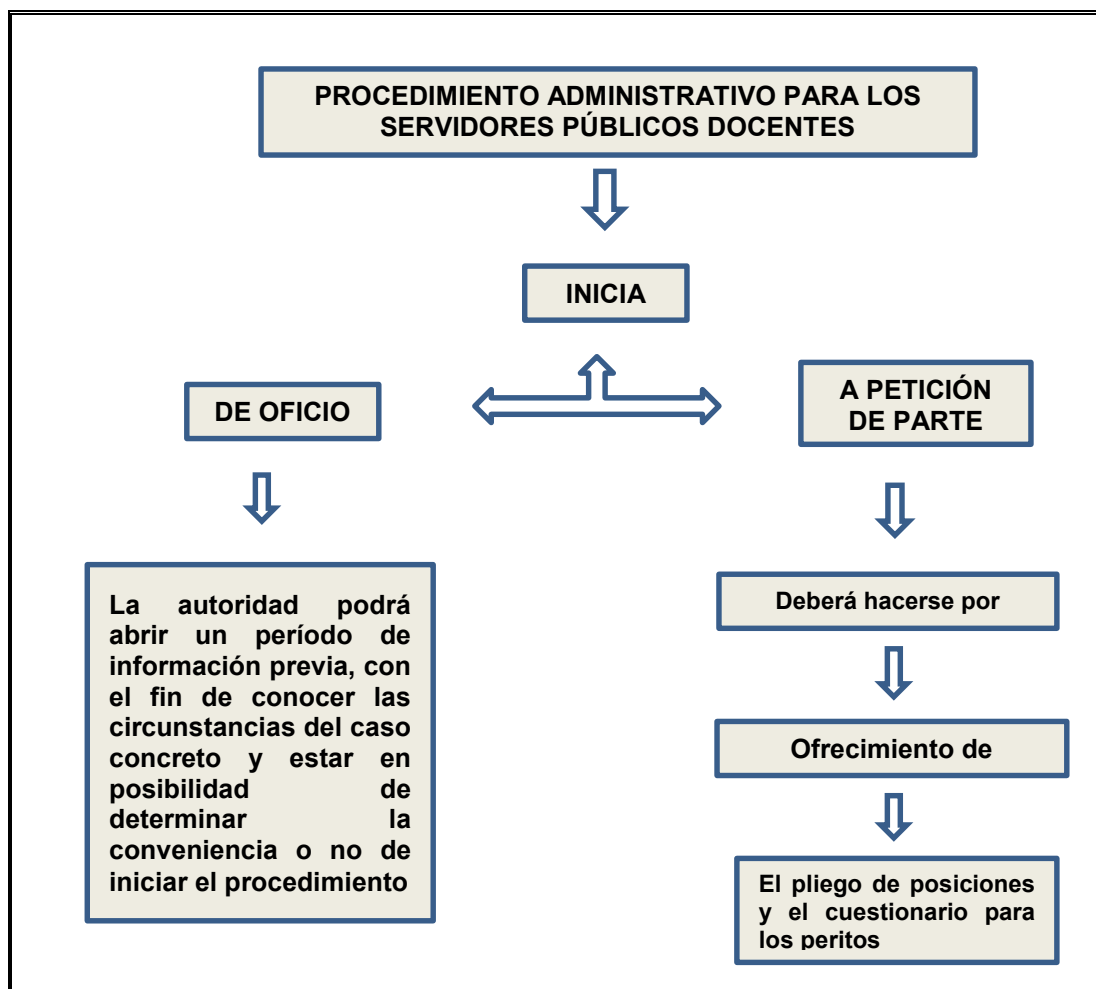 PROCEDIMIENTO ADMINISTRATIVO PARA LOS
SERVIDORES PÚBLICOS DOCENTES
INICIA
DE OFICIO
A PETICIÓN
DE PARTE
La autoridad podrá
abrir un período de
información previa, con
el fin de conocer las
circunstancias del caso
concreto y estar en
posibilidad de
determinar la
conveniencia o no de
iniciar el procedimiento
Deberá hacerse por
Ofrecimiento de
El pliego de posiciones
y el cuestionario para
los peritos